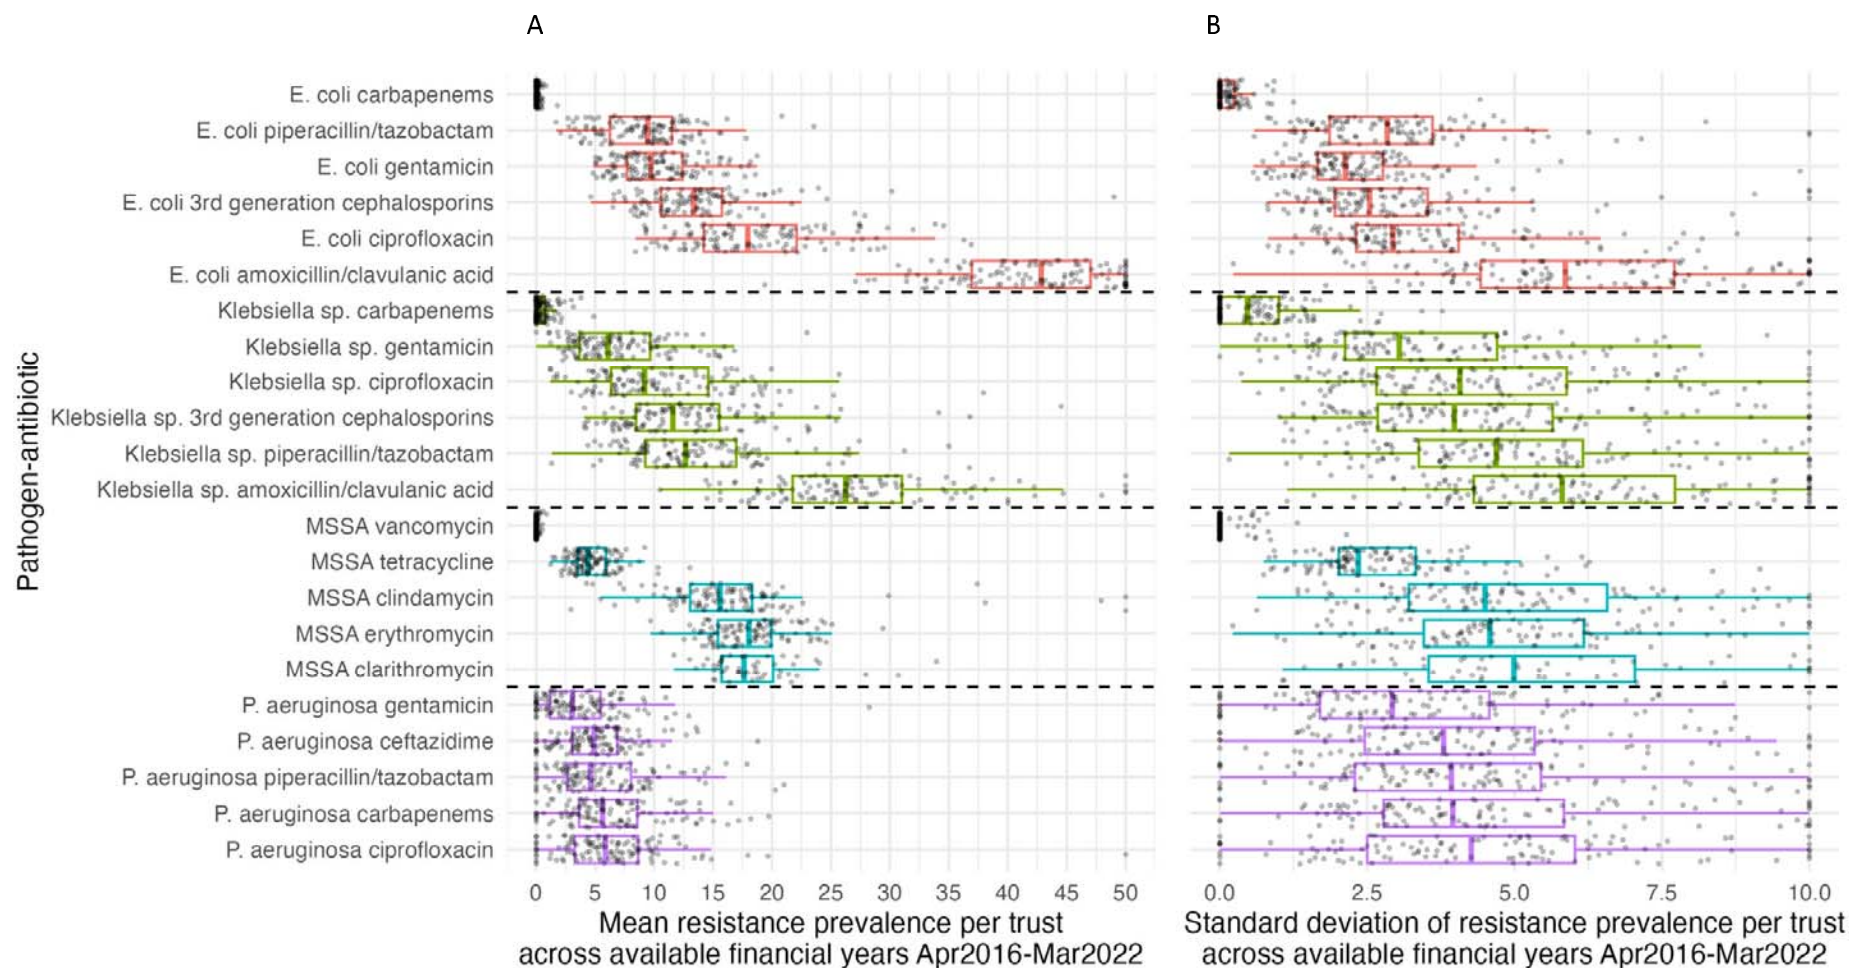 A
B
Pathogen-antibiotic
E. coli carbapenems
E. coli piperacillin/tazobactam
E. coli gentamicin
E. coli 3rd generation cephalosporins
E. coli ciprofloxacin
E. coli amoxicillin/clavulanic acid
Klebsiella sp. carbapenems
Klebsiella sp. gentamicin
Klebsiella sp. ciprofloxacin
Klebsiella sp. 3rd generation cephalosporins
Klebsiella sp. piperacillin/tazobactam
Klebsiella sp. amoxicillin/clavulanic acid
MSSA vancomycin
MSSA tetracycline
MSSA clindamycin
MSSA erythromycin
MSSA clarithromycin
P. aeruginosa gentamicin
P. aeruginosa ceftazidime
P. aeruginosa piperacillin/tazobactam
P. aeruginosa carbapenems
P. aeruginosa ciprofloxacin
0 5 10 15 20 25 30 35 40 45 50
Mean resistance prevalence per trust
across available financial years Apr2016-Mar2022
0.0 2.5 5.0 7.5 10.0
Standard deviation of resistance prevalence per trust
across available financial years Apr2016-Mar2022